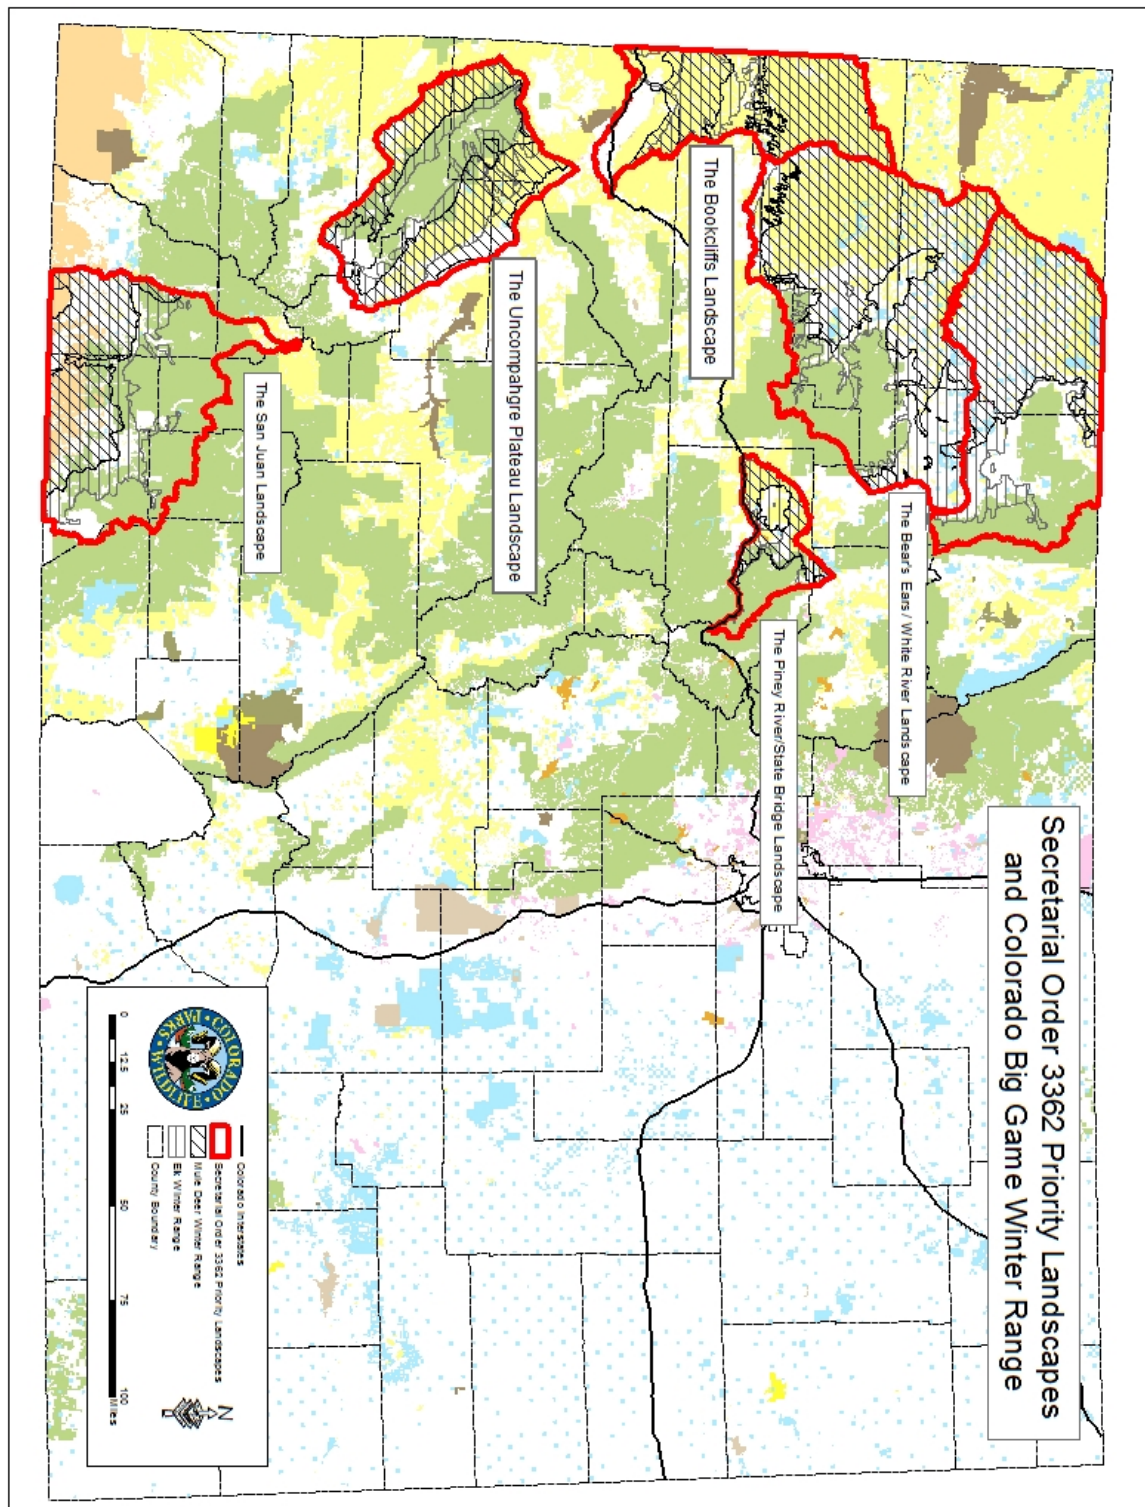 Secretarial Order 3362 Priority Landscapes
and Colorado Big Game Winter Range
The Bear's Ears / White River Landscape
The Piney River/State Bridge Landscape
The Bookcliffs Landscape
The Uncompahgre Plateau Landscape
The San Juan Landscape
COLORADO
PARKS • WILDLIFE
Colorado Interstates
Secretarial Order 3362 Priority Landscapes
Mule Deer Winter Range
Elk Winter Range
County Boundary
N
0 12.5 25 50 75 100
Miles